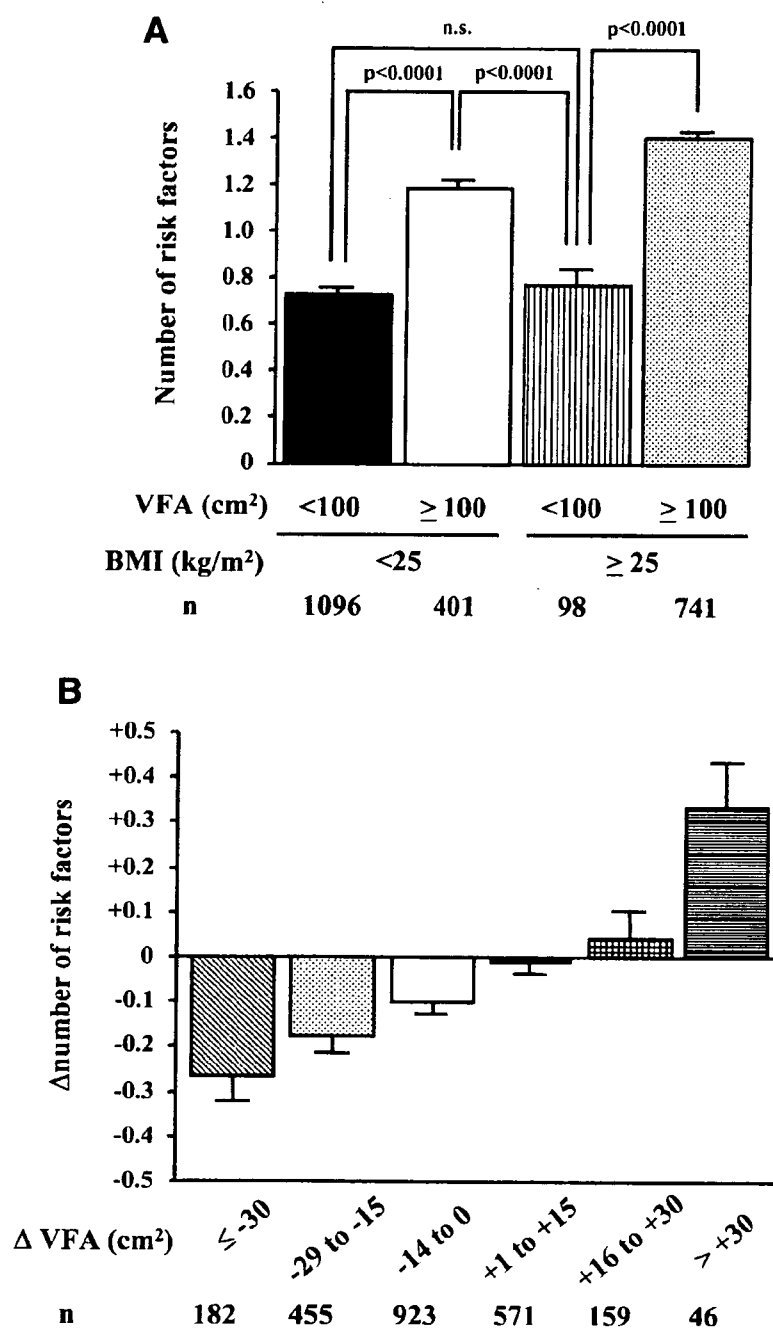 A
n.s.
p<0.0001
p<0.0001 p<0.0001
Number of risk factors
1.6
1.4
1.2
1.0
0.8
0.6
0.4
0.2
0
VFA (cm²) <100 ≥ 100 <100 ≥ 100
BMI (kg/m²) <25 ≥ 25
n 1096 401 98 741
B
Δnumber of risk factors
+0.5
+0.4
+0.3
+0.2
+0.1
0
-0.1
-0.2
-0.3
-0.4
-0.5
Δ VFA (cm²) ≤ -30 -29 to -15 -14 to 0 +1 to +15 +16 to +30 > +30
n 182 455 923 571 159 46